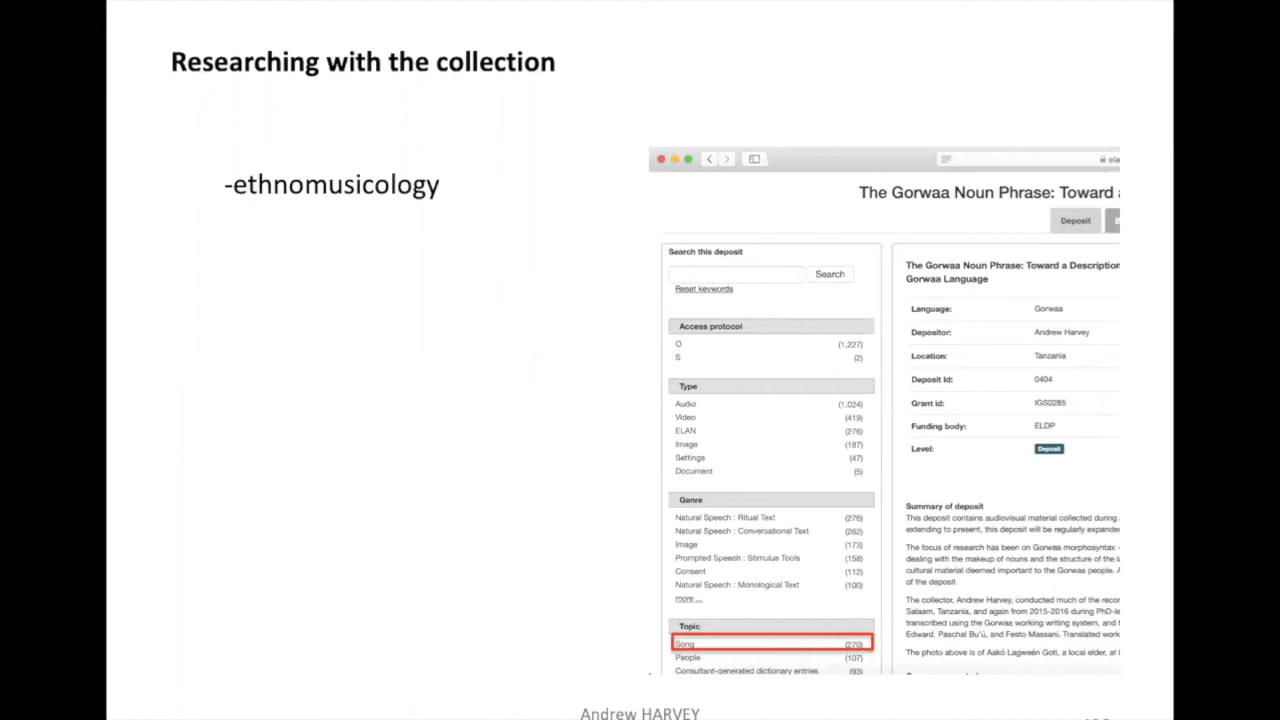 Researching with the collection
-ethnomusicology
The Gorwaa Noun Phrase: Toward a
Deposit
Search this deposit
Search
Reset keywords
Access protocol
O (1,227)
S (2)
Type
Audio (1,024)
Video (419)
ELAN (276)
Image (187)
Settings (47)
Document (5)
Genre
Natural Speech : Ritual Text (276)
Natural Speech : Conversational Text (262)
Image (173)
Prompted Speech : Stimulus Tools (158)
Consent (112)
Natural Speech : Monological Text (100)
more ...
Topic
Song (270)
People (107)
Consultant-generated dictionary entries (93)
The Gorwaa Noun Phrase: Toward a Description
Gorwaa Language
Language: Gorwaa
Depositor: Andrew Harvey
Location: Tanzania
Deposit Id: 0404
Grant id: IGS0285
Funding body: ELDP
Level: Deposit
Summary of deposit
This deposit contains audiovisual material collected during
extending to present, this deposit will be regularly expande
The focus of research has been on Gorwaa morphosyntax -
dealing with the makeup of nouns and the structure of the
cultural material deemed important to the Gorwaa people. A
of the deposit.
The collector, Andrew Harvey, conducted much of the recor
Salaam, Tanzania, and again from 2015-2016 during PhD-le
transcribed using the Gorwaa working writing system, and
Edward, Paschal Bu'ú, and Festo Massani. Translated work
The photo above is of Aakó Lagweén Goti, a local elder, at
Andrew HARVEY